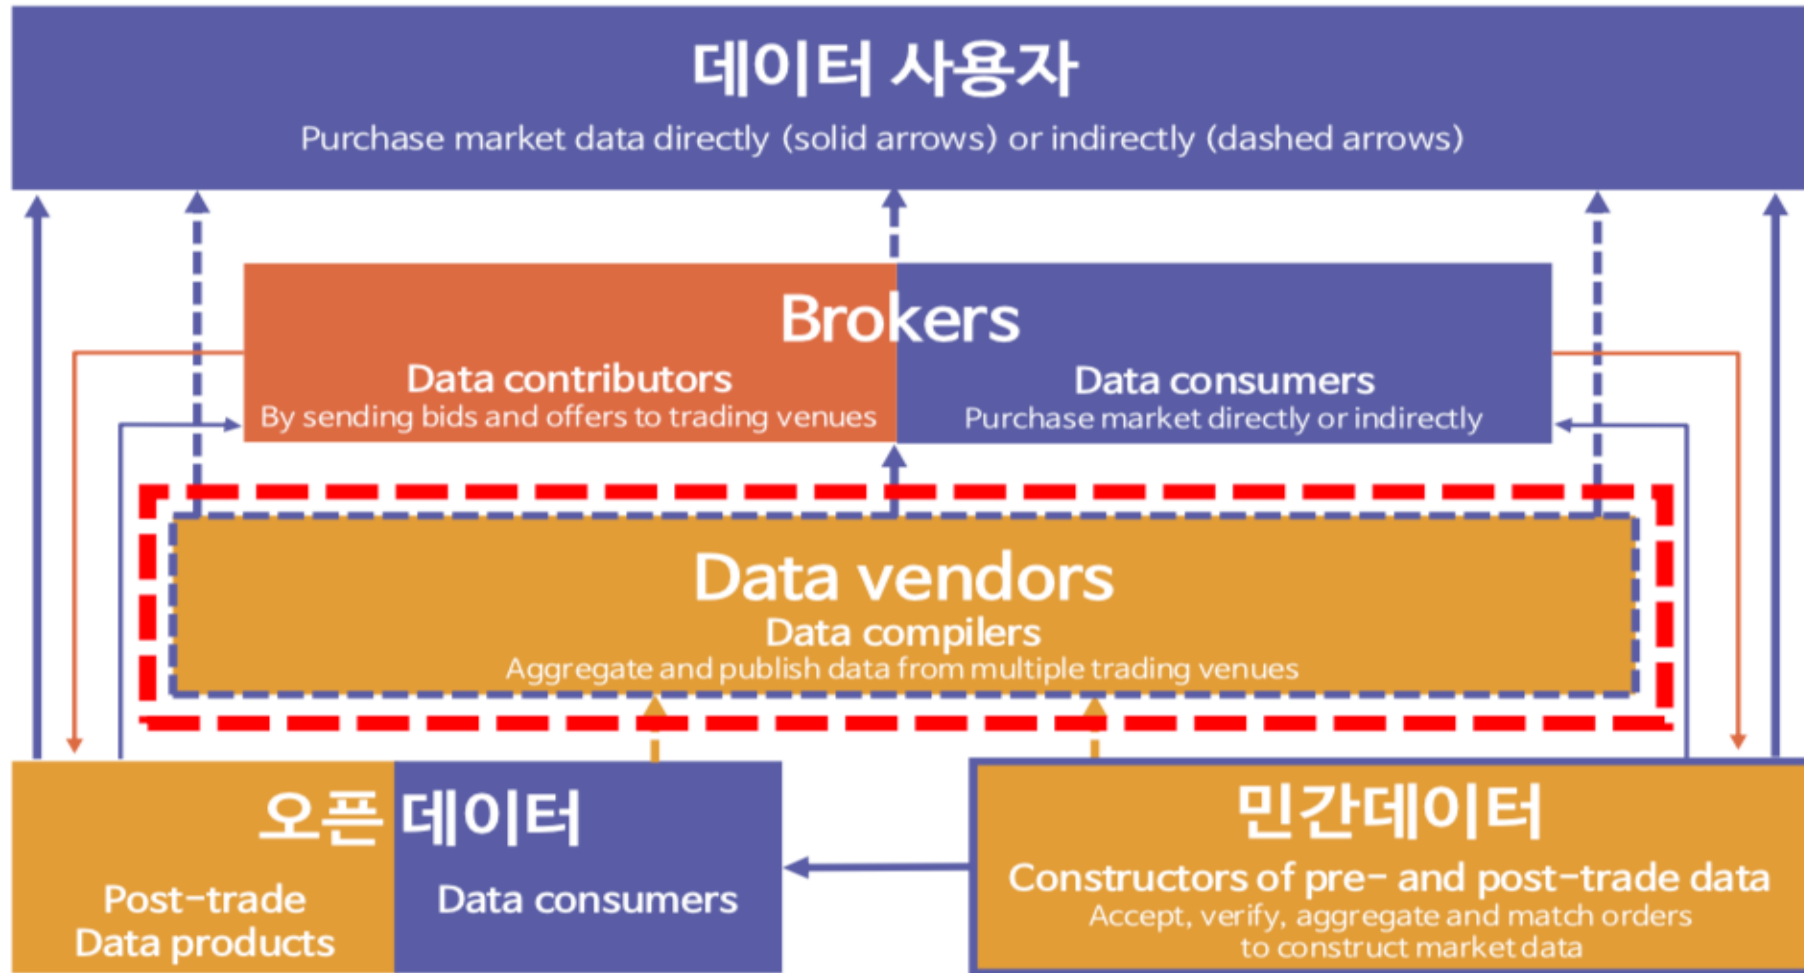 데이터 사용자
Purchase market data directly (solid arrows) or indirectly (dashed arrows)
Brokers
Data contributors
By sending bids and offers to trading venues
Data consumers
Purchase market directly or indirectly
Data vendors
Data compilers
Aggregate and publish data from multiple trading venues
오픈 데이터
Post-trade
Data products
Data consumers
민간데이터
Constructors of pre- and post-trade data
Accept, verify, aggregate and match orders
to construct market data